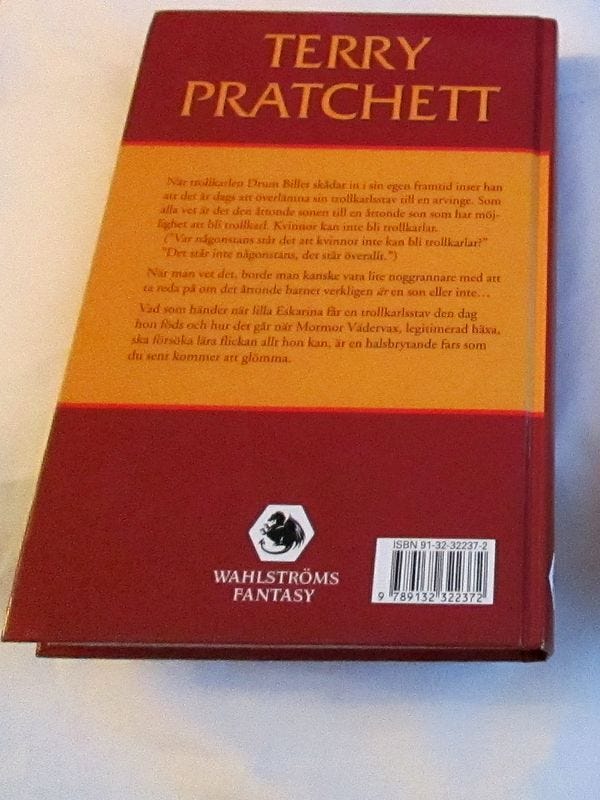 TERRY
PRATCHETT
När trollkarlen Drum Billet skådar in i sin egen framtid inser han
att det är dags att överlämna sin trollkarlsstav till en arvinge. Som
alla vet är det den åttonde sonen till en åttonde son som har möj-
lighet att bli trollkarl. Kvinnor kan inte bli trollkarlar.
("Var någonstans står det att kvinnor inte kan bli trollkarlar?"
"Det står inte någonstans, det står överallt.")
När man vet det, borde man kanske vara lite noggrannare med att
ta reda på om det åttonde barnet verkligen är en son eller inte…
Vad som händer när lilla Eskarina får en trollkarlsstav den dag
hon föds och hur det går när Mormor Vädervax, legitimerad häxa,
ska försöka lära flickan allt hon kan, är en halsbrytande fars som
du sent kommer att glömma.
WAHLSTRÖMS
FANTASY
ISBN 91-32-32237-2
9 789132 322372